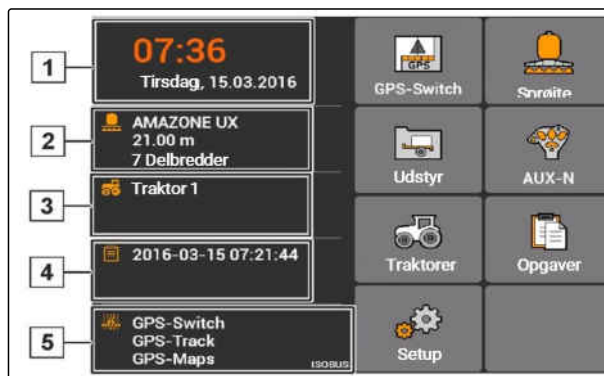 1
07:36
Tirsdag, 15.03.2016
2
AMAZONE UX
21.00 m
7 Delbredder
3
Traktor 1
4
2016-03-15 07:21:44
5
GPS-Switch
GPS-Track
GPS-Maps
ISOBUS
GPS
GPS-Switch
Sprøjte
Udstyr
AUX-N
Traktorer
Opgaver
Setup